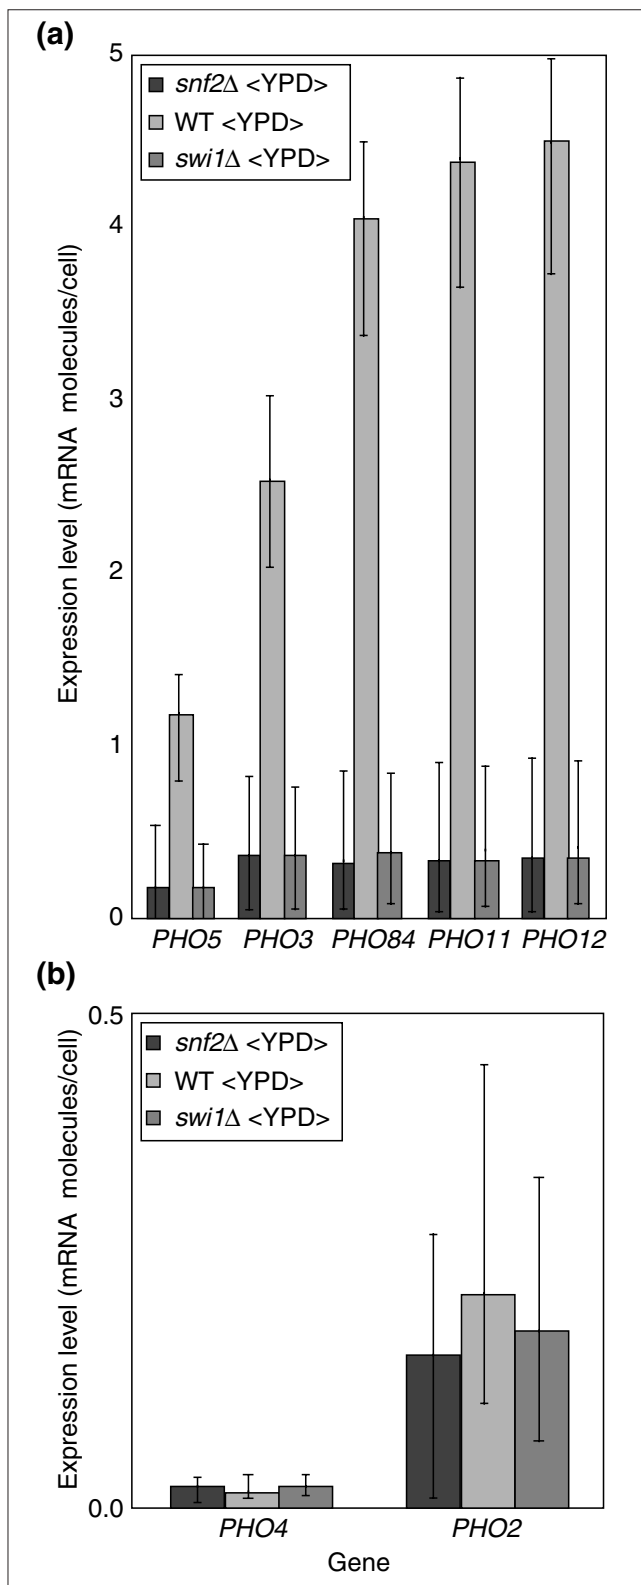 (a)
5
snf2Δ <YPD>
WT <YPD>
swi1Δ <YPD>
4
3
2
1
0
Expression level (mRNA molecules/cell)
PHO5 PHO3 PHO84 PHO11 PHO12
(b)
0.5
snf2Δ <YPD>
WT <YPD>
swi1Δ <YPD>
Expression level (mRNA molecules/cell)
0.0
PHO4 PHO2
Gene